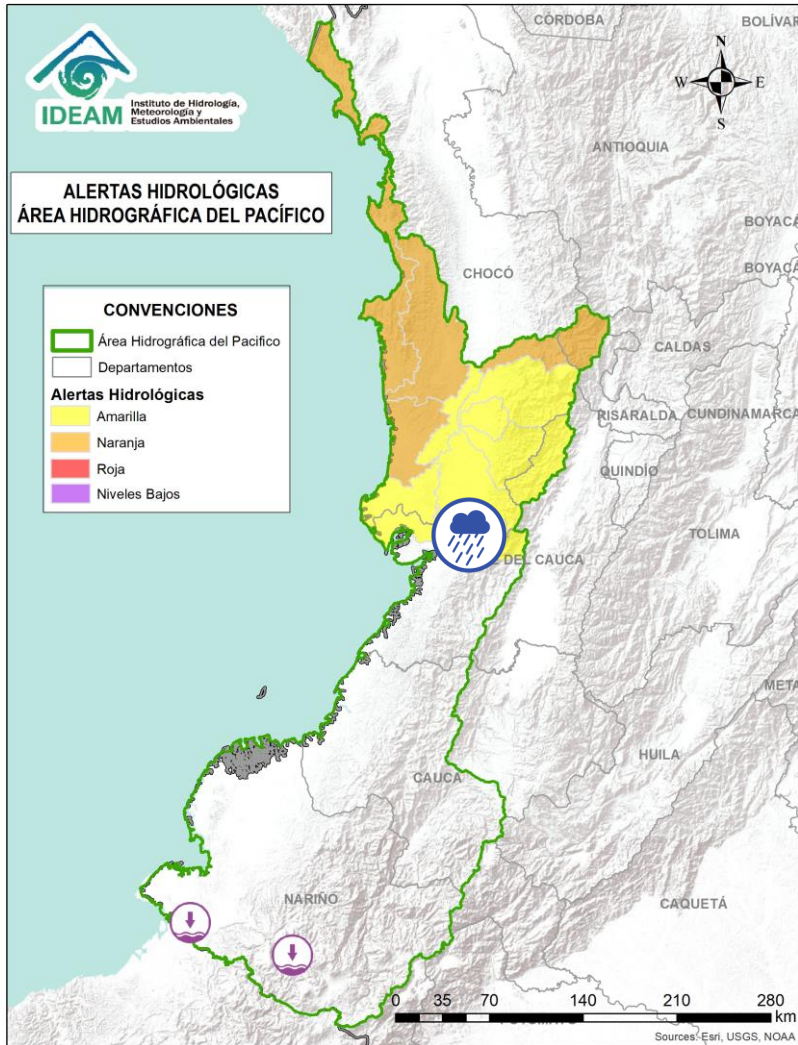 CÓRDOBA
BOLÍVAR
N
W
E
S
IDEAM
Instituto de Hidrología,
Meteorología y
Estudios Ambientales
ANTIOQUIA
ALERTAS HIDROLÓGICAS
ÁREA HIDROGRÁFICA DEL PACÍFICO
BOYACÁ
BOYACÁ
CHOCÓ
CONVENCIONES
Área Hidrográfica del Pacifico
Departamentos
Alertas Hidrológicas
Amarilla
Naranja
Roja
Niveles Bajos
CALDAS
RISARALDA
CUNDINAMARCA
QUINDÍO
TOLIMA
E DEL CAUCA
META
HUILA
CAUCA
NARIÑO
CAQUETÁ
0 35 70 140 210 280
km
Sources: Esri, USGS, NOAA